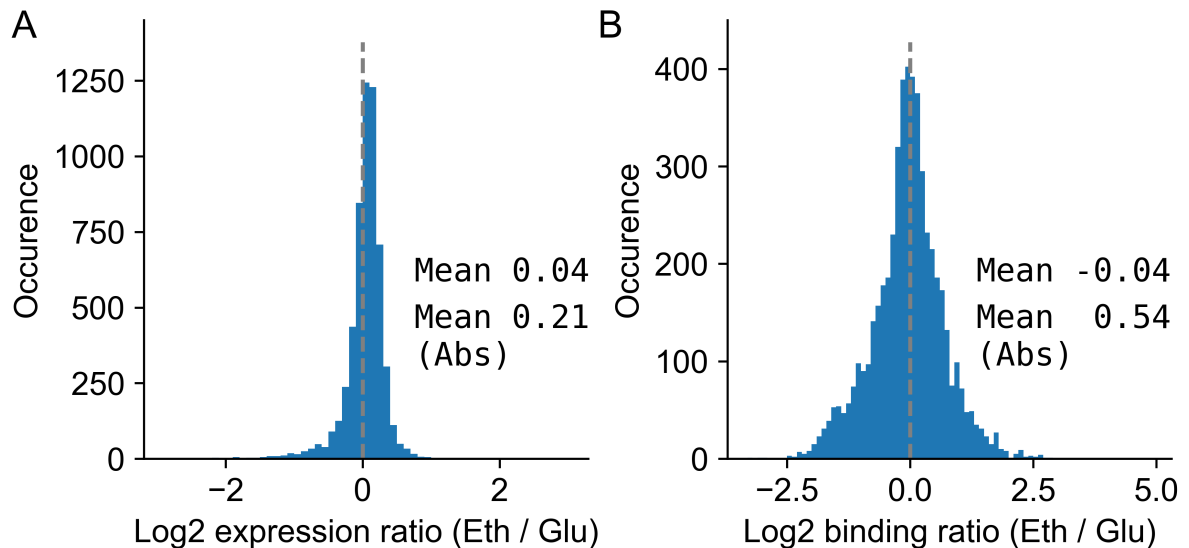 A
1250
1000
750
500
250
0
Occurence
Mean 0.04
Mean 0.21
(Abs)
−2
0
2
Log2 expression ratio (Eth / Glu)
B
400
300
200
100
0
Occurence
Mean -0.04
Mean 0.54
(Abs)
−2.5
0.0
2.5
5.0
Log2 binding ratio (Eth / Glu)